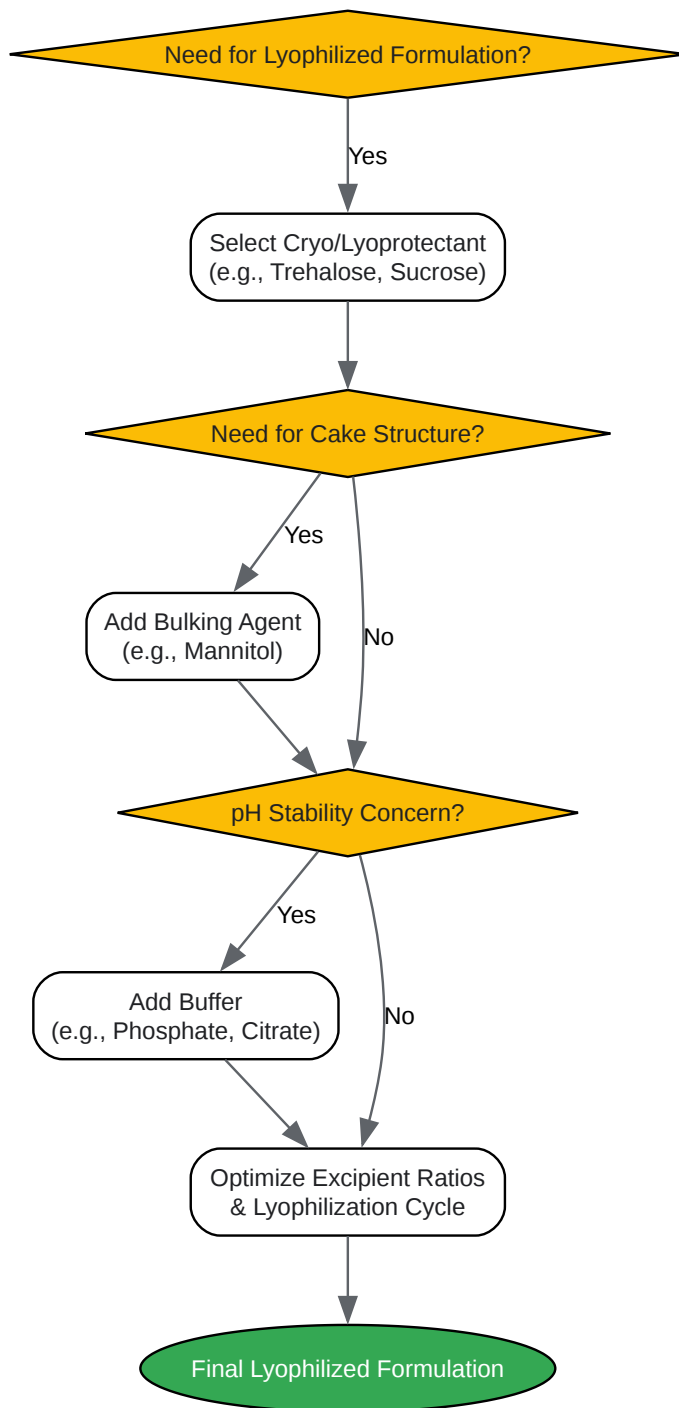 Need for Lyophilized Formulation?
Yes
Select Cryo/Lyoprotectant
(e.g., Trehalose, Sucrose)
Need for Cake Structure?
Yes
Add Bulking Agent
(e.g., Mannitol)
No
pH Stability Concern?
Yes
Add Buffer
(e.g., Phosphate, Citrate)
No
Optimize Excipient Ratios
& Lyophilization Cycle
Final Lyophilized Formulation